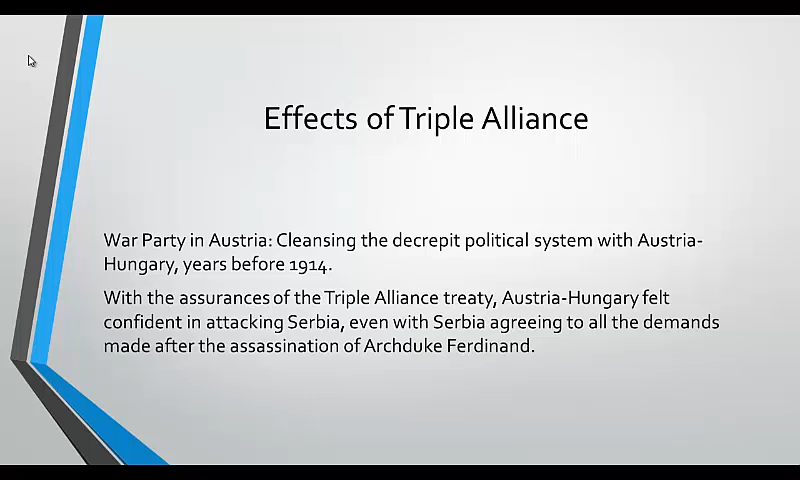 Effects of Triple Alliance
War Party in Austria: Cleansing the decrepit political system with Austria-
Hungary, years before 1914.
With the assurances of the Triple Alliance treaty, Austria-Hungary felt
confident in attacking Serbia, even with Serbia agreeing to all the demands
made after the assassination of Archduke Ferdinand.